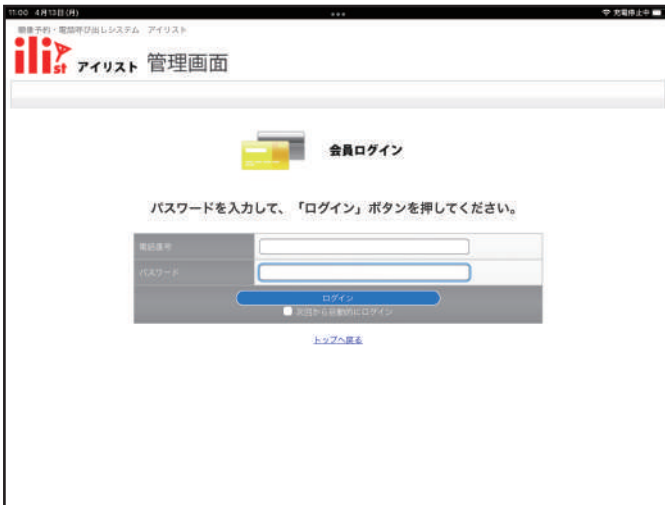 11:00 4月13日(月)
充電停止中
順番予約・電話呼び出しシステム アイリスト
ilist アイリスト 管理画面
会員ログイン
パスワードを入力して、「ログイン」ボタンを押してください。
電話番号
パスワード
ログイン
次回から自動的にログイン
トップへ戻る